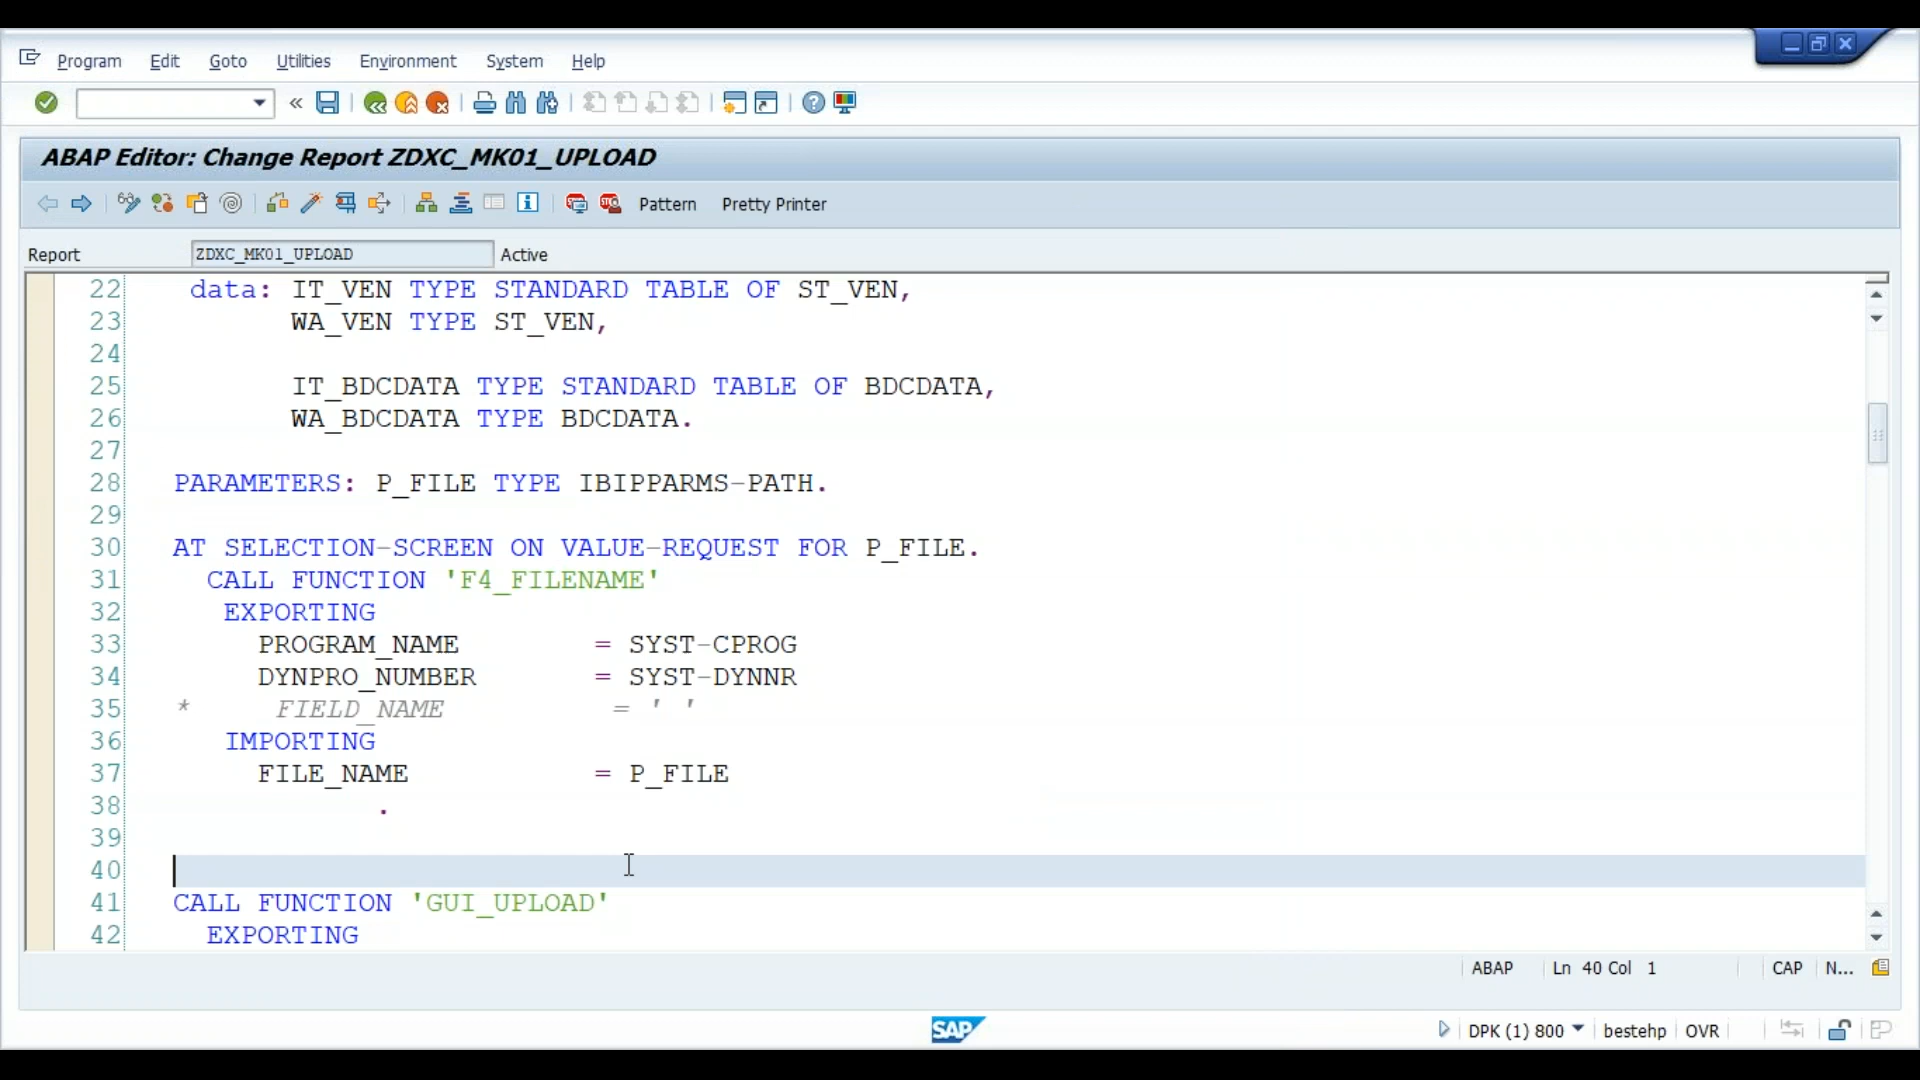 Program Edit Goto Utilities Environment System Help
«
ABAP Editor: Change Report ZDXC_MK01_UPLOAD
Pattern Pretty Printer
Report ZDXC_MK01_UPLOAD Active
22 data: IT_VEN TYPE STANDARD TABLE OF ST_VEN,
23 WA_VEN TYPE ST_VEN,
24
25 IT_BDCDATA TYPE STANDARD TABLE OF BDCDATA,
26 WA_BDCDATA TYPE BDCDATA.
27
28 PARAMETERS: P_FILE TYPE IBIPPARMS-PATH.
29
30 AT SELECTION-SCREEN ON VALUE-REQUEST FOR P_FILE.
31 CALL FUNCTION 'F4_FILENAME'
32 EXPORTING
33 PROGRAM_NAME = SYST-CPROG
34 DYNPRO_NUMBER = SYST-DYNNR
35 * FIELD_NAME = ' '
36 IMPORTING
37 FILE_NAME = P_FILE
38 .
39
40
41 CALL FUNCTION 'GUI_UPLOAD'
42 EXPORTING
ABAP Ln 40 Col 1 CAP N...
SAP DPK (1) 800 bestehp OVR